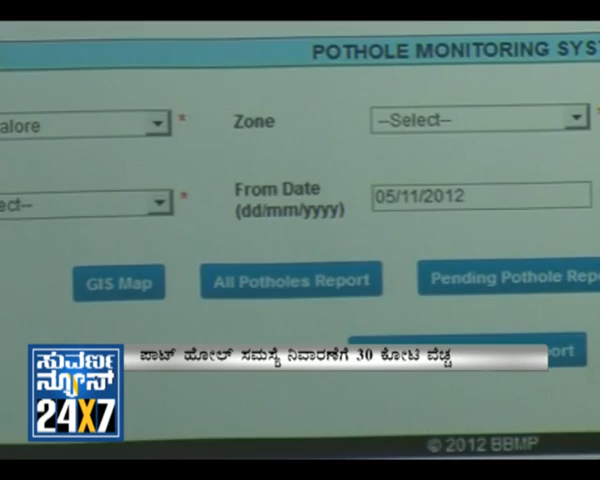 POTHOLE MONITORING SYST
alore * Zone --Select-- *
ect-- * From Date 05/11/2012
(dd/mm/yyyy)
GIS Map All Potholes Report Pending Pothole Repo
ort
ಪಾಟ್ ಹೋಲ್ ಸಮಸ್ಯೆ ನಿವಾರಣೆಗೆ 30 ಕೋಟಿ ವೆಚ್ಚ
ಸುವರ್ಣ
ನ್ಯೂಸ್
24X7
© 2012 BBMP